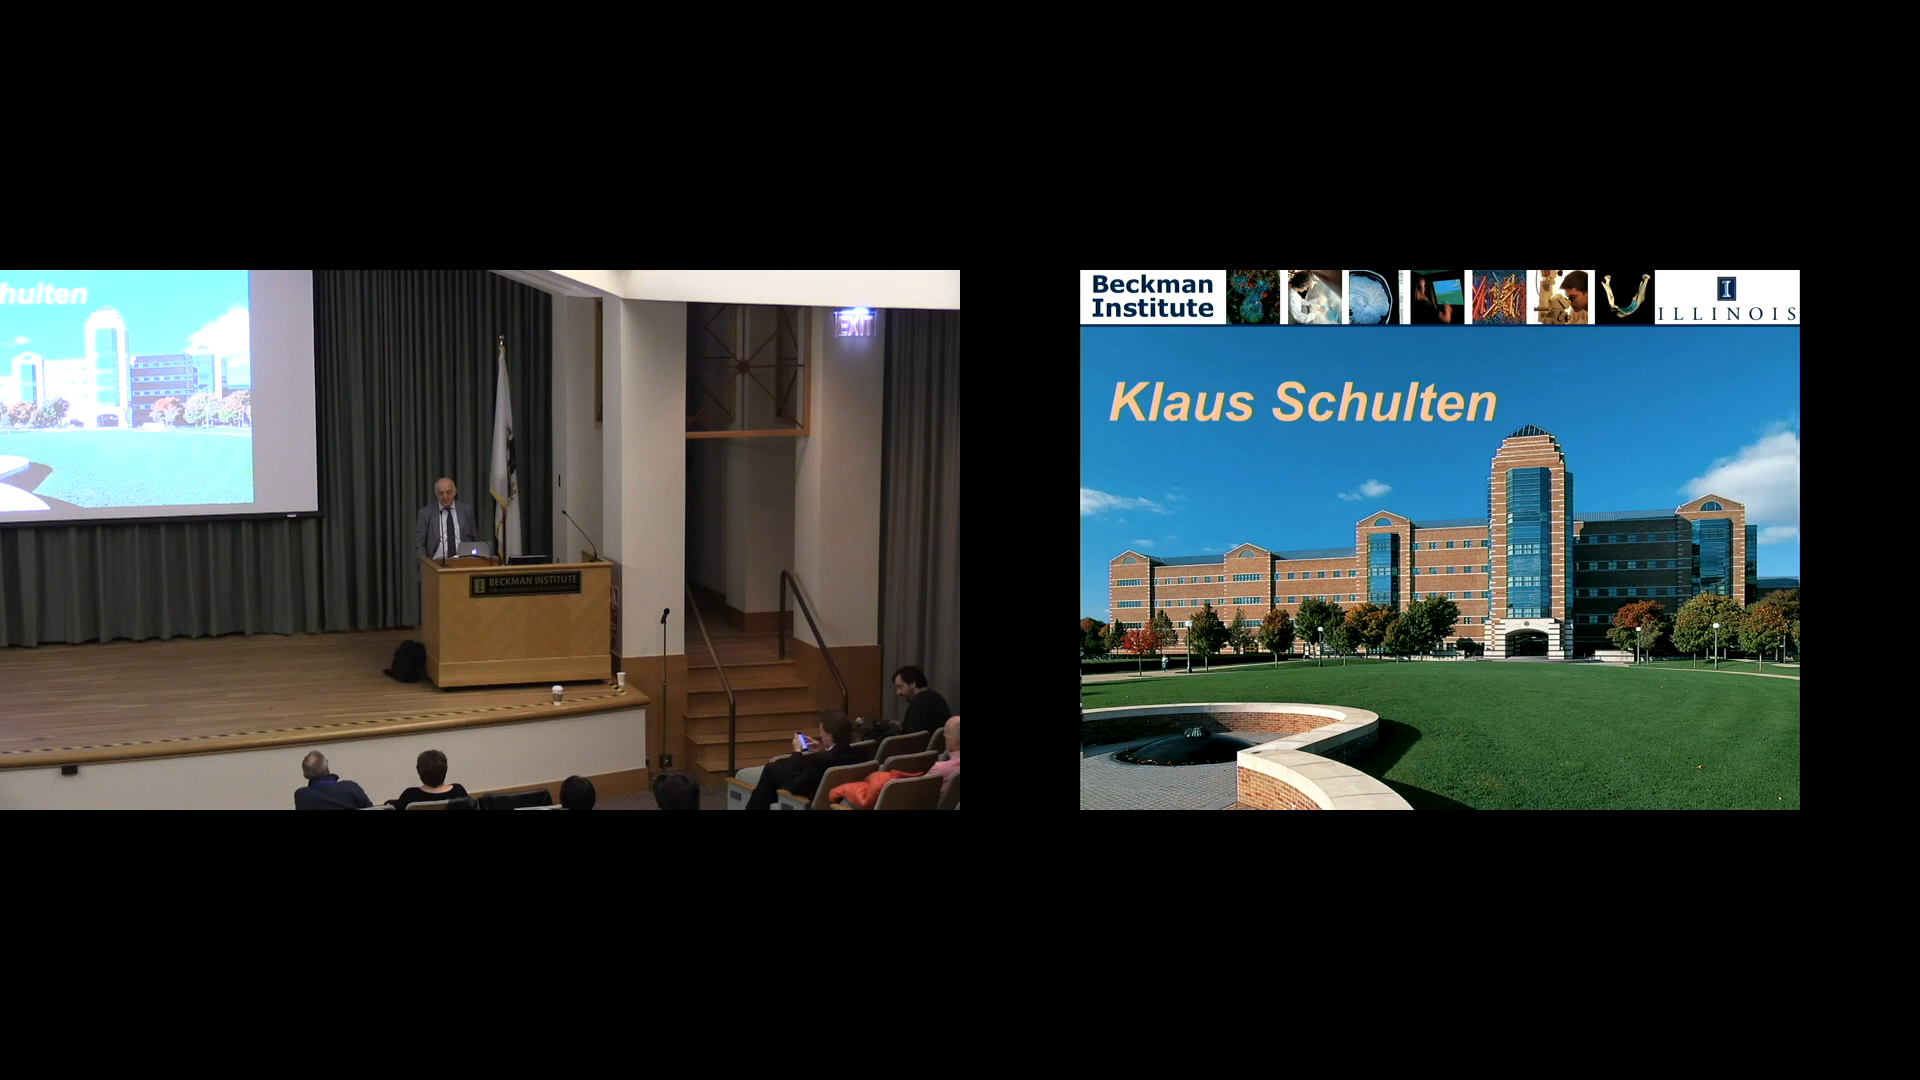 hulten
EXIT
BECKMAN INSTITUTE
Beckman
Institute
I
ILLINOIS
Klaus Schulten